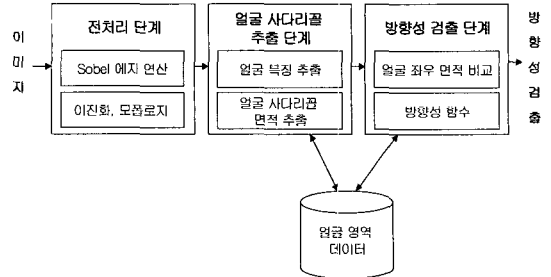 이미지
전처리 단계
Sobel 에지 연산
이진화, 모폴로지
얼굴 사다리꼴
추출 단계
얼굴 특징 추출
얼굴 사다리꼴
면적 추출
방향성 검출 단계
얼굴 좌우 면적 비교
방향성 함수
방향성 검출
얼굴 영역
데이터